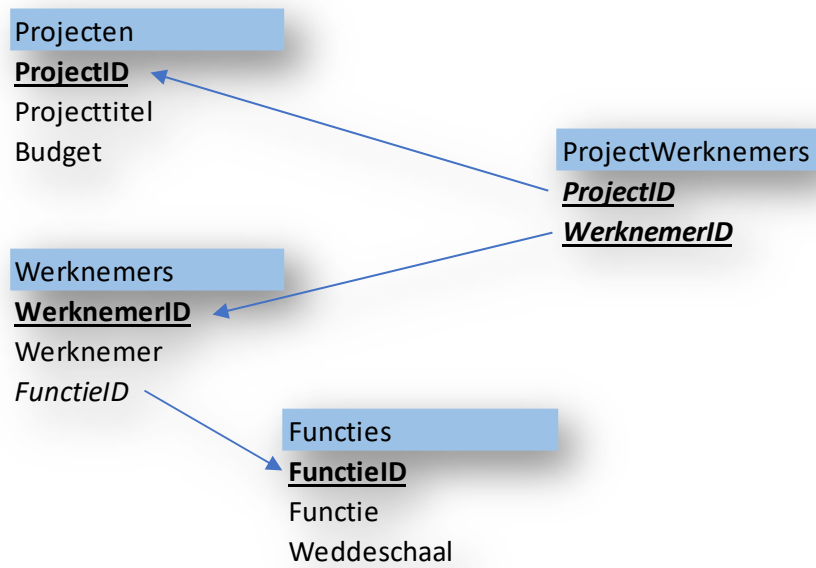 Projecten
ProjectID
Projecttitel
Budget
ProjectWerknemers
ProjectID
WerknemerID
Werknemers
WerknemerID
Werknemer
FunctieID
Functies
FunctieID
Functie
Weddeschaal